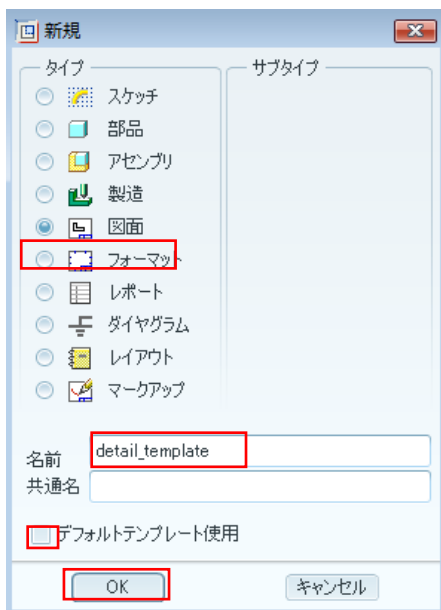 新規
タイプ
サブタイプ
スケッチ
部品
アセンブリ
製造
図面
フォーマット
レポート
ダイヤグラム
レイアウト
マークアップ
名前 detail_template
共通名
デフォルトテンプレート使用
OK キャンセル